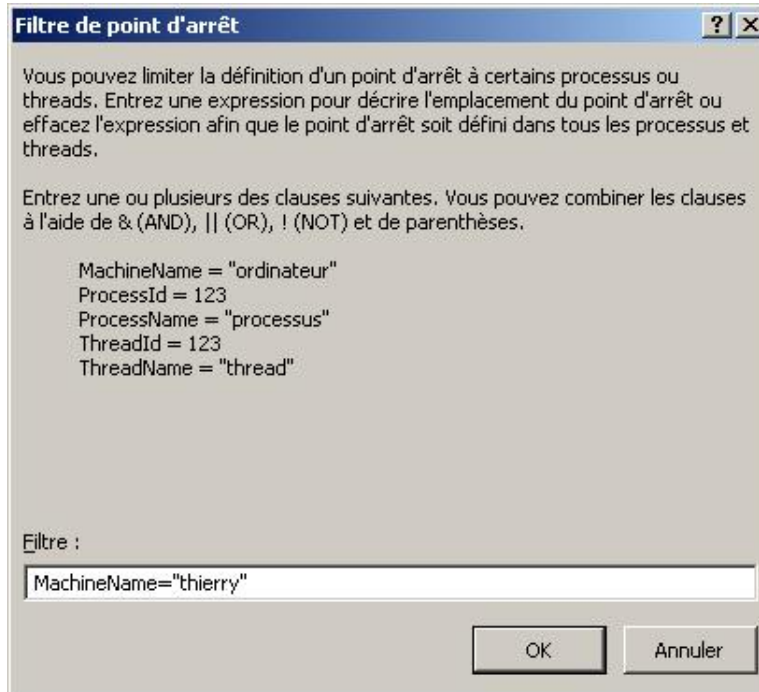 Filtre de point d'arrêt
Vous pouvez limiter la définition d'un point d'arrêt à certains processus ou
threads. Entrez une expression pour décrire l'emplacement du point d'arrêt ou
effacez l'expression afin que le point d'arrêt soit défini dans tous les processus et
threads.
Entrez une ou plusieurs des clauses suivantes. Vous pouvez combiner les clauses
à l'aide de & (AND), || (OR), ! (NOT) et de parenthèses.
MachineName = "ordinateur"
ProcessId = 123
ProcessName = "processus"
ThreadId = 123
ThreadName = "thread"
Filtre :
MachineName="thierry"
OK Annuler